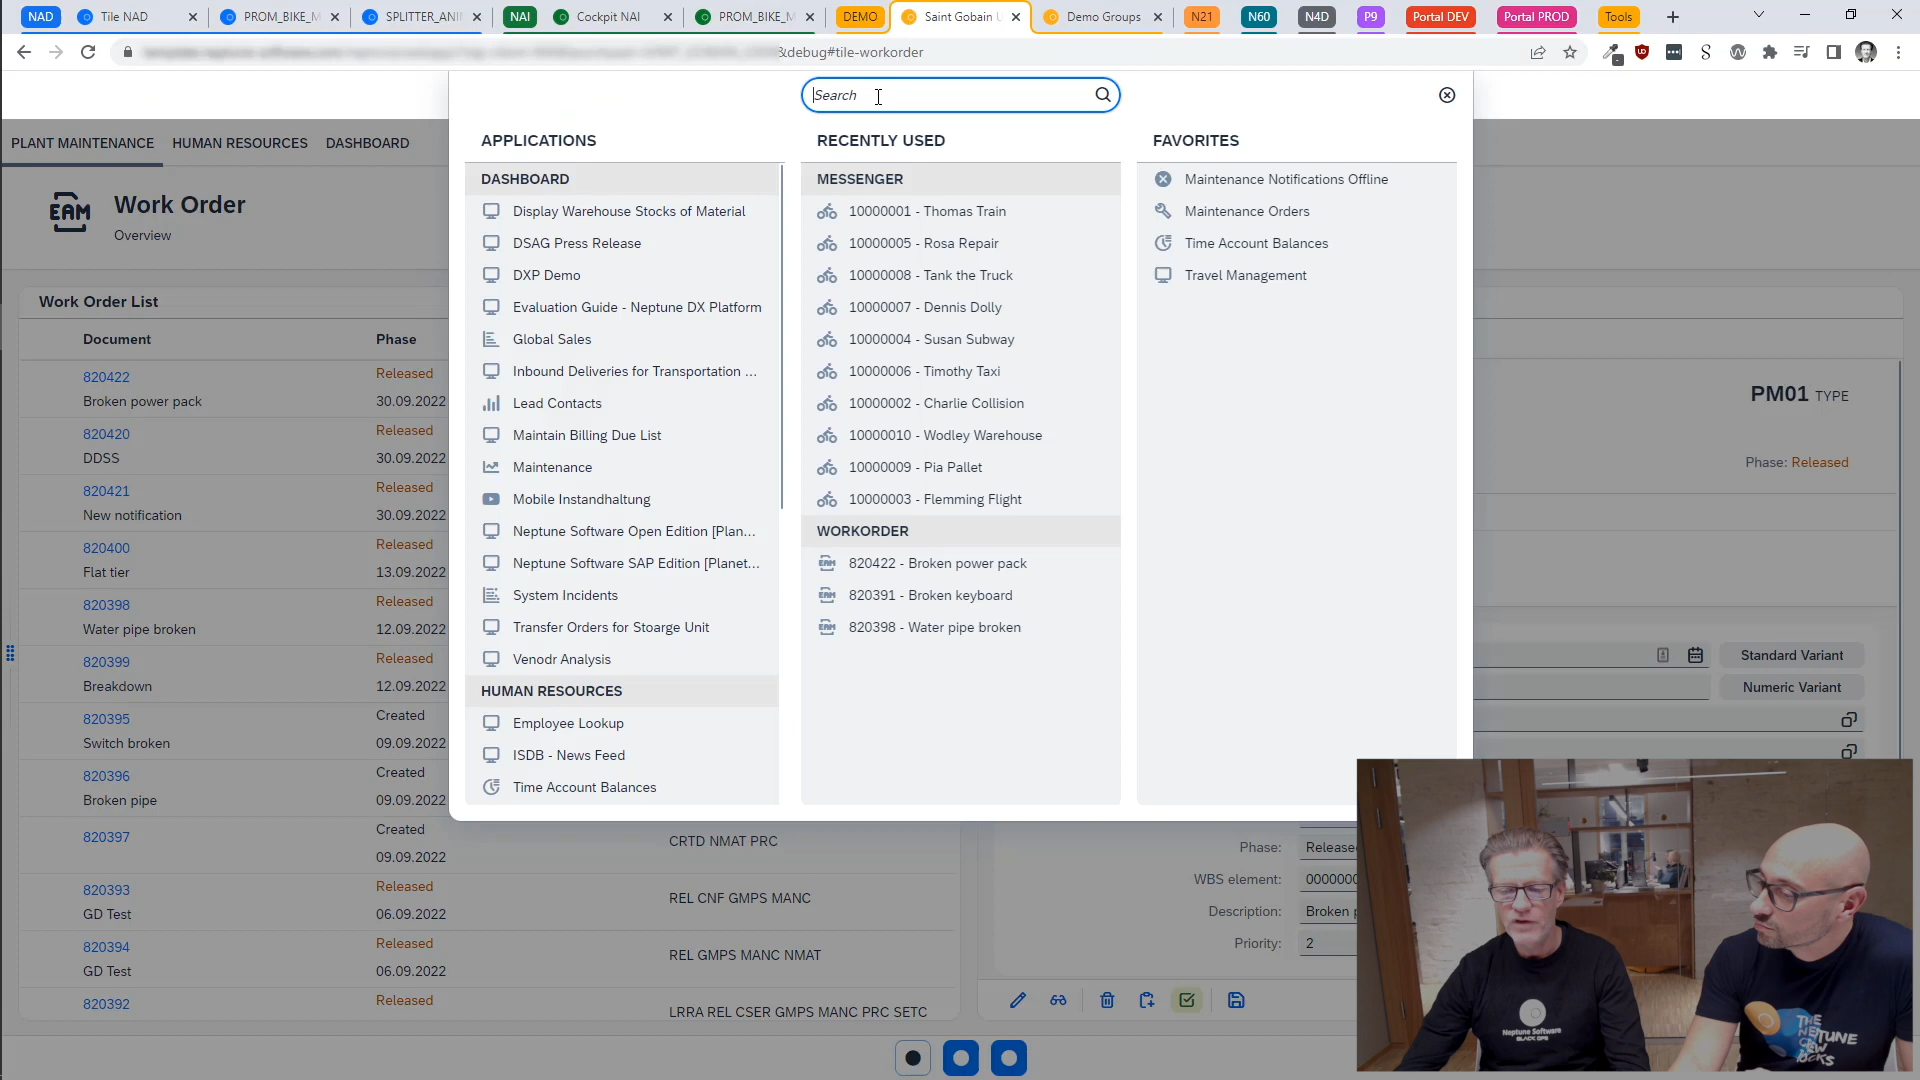 NAD
Tile NAD
PROM_BIKE_M
SPLITTER_ANI
NAI
Cockpit NAI
PROM_BIKE_M
DEMO
Saint Gobain
Demo Groups
N21
N60
N4D
P9
Portal DEV
Portal PROD
Tools
&debug#tile-workorder
Search
APPLICATIONS
RECENTLY USED
FAVORITES
PLANT MAINTENANCE
HUMAN RESOURCES
DASHBOARD
EAM
Work Order
Overview
DASHBOARD
Display Warehouse Stocks of Material
DSAG Press Release
DXP Demo
Evaluation Guide - Neptune DX Platform
Global Sales
Inbound Deliveries for Transportation ...
Lead Contacts
Maintain Billing Due List
Maintenance
Mobile Instandhaltung
Neptune Software Open Edition [Plan...
Neptune Software SAP Edition [Planet...
System Incidents
Transfer Orders for Stoarge Unit
Venodr Analysis
HUMAN RESOURCES
Employee Lookup
ISDB - News Feed
Time Account Balances
MESSENGER
10000001 - Thomas Train
10000005 - Rosa Repair
10000008 - Tank the Truck
10000007 - Dennis Dolly
10000004 - Susan Subway
10000006 - Timothy Taxi
10000002 - Charlie Collision
10000010 - Wodley Warehouse
10000009 - Pia Pallet
10000003 - Flemming Flight
WORKORDER
EAM 820422 - Broken power pack
EAM 820391 - Broken keyboard
EAM 820398 - Water pipe broken
Maintenance Notifications Offline
Maintenance Orders
Time Account Balances
Travel Management
Work Order List
Document Phase
820422 Released
Broken power pack 30.09.2022
820420 Released
DDSS 30.09.2022
820421 Released
New notification 30.09.2022
820400 Released
Flat tier 13.09.2022
820398 Released
Water pipe broken 12.09.2022
820399 Released
Breakdown 12.09.2022
820395 Created
Switch broken 09.09.2022
820396 Created
Broken pipe 09.09.2022
820397 Created
09.09.2022
CRTD NMAT PRC
820393 Released
GD Test 06.09.2022
REL CNF GMPS MANC
820394 Released
GD Test 06.09.2022
REL GMPS MANC NMAT
820392 Released
LRRA REL CSER GMPS MANC PRC SETC
PM01 TYPE
Phase: Released
Standard Variant
Numeric Variant
Phase: Released
WBS element:
Description: Broken
Priority: 2
Neptune Software
BLACK OPS
THE